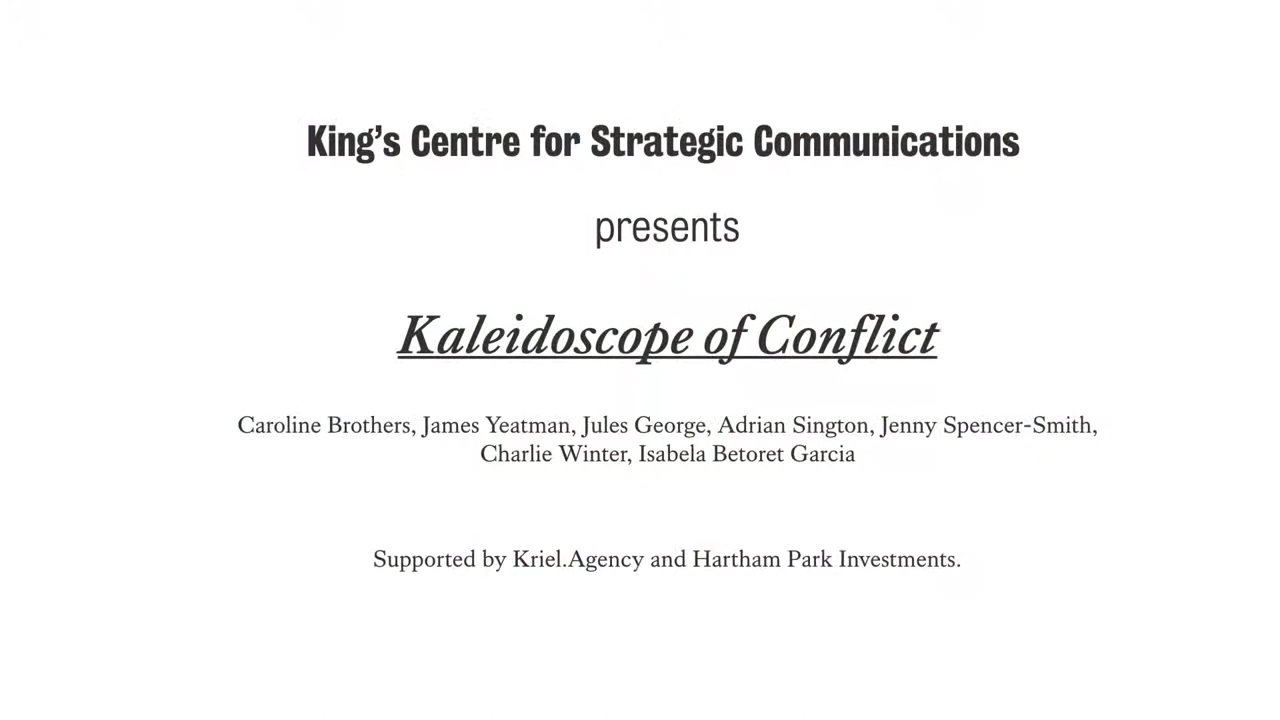 King's Centre for Strategic Communications
presents
Kaleidoscope of Conflict
Caroline Brothers, James Yeatman, Jules George, Adrian Sington, Jenny Spencer-Smith,
Charlie Winter, Isabela Betoret Garcia
Supported by Kriel.Agency and Hartham Park Investments.